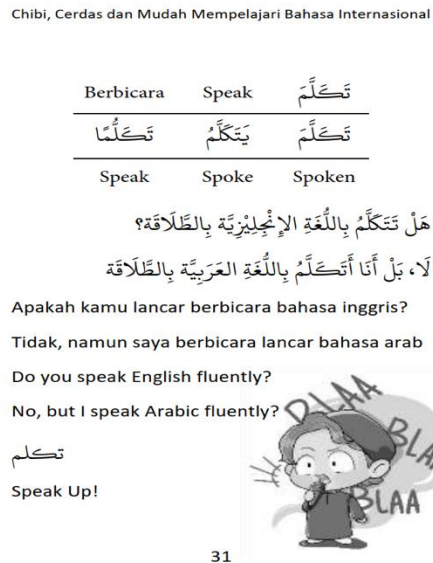 Chibi, Cerdas dan Mudah Mempelajari Bahasa Internasional
Berbicara Speak تَكَلَّمَ
تَكَلَّمَ يَتَكَلَّمُ تَكَلُّمًا
Speak Spoke Spoken
هَلْ تَتَكَلَّمُ بِاللُّغَةِ الإِنْجِلِيْزِيَّة بِالطَّلَاقَة؟
لَا، بَلْ أَنَا أَتَكَلَّمُ بِاللُّغَةِ العَرَبِيَّة بِالطَّلَاقَة
Apakah kamu lancar berbicara bahasa inggris?
Tidak, namun saya berbicara lancar bahasa arab
Do you speak English fluently?
No, but I speak Arabic fluently?
تكلم
Speak Up!
BLAA
BLAA
BLAA
31